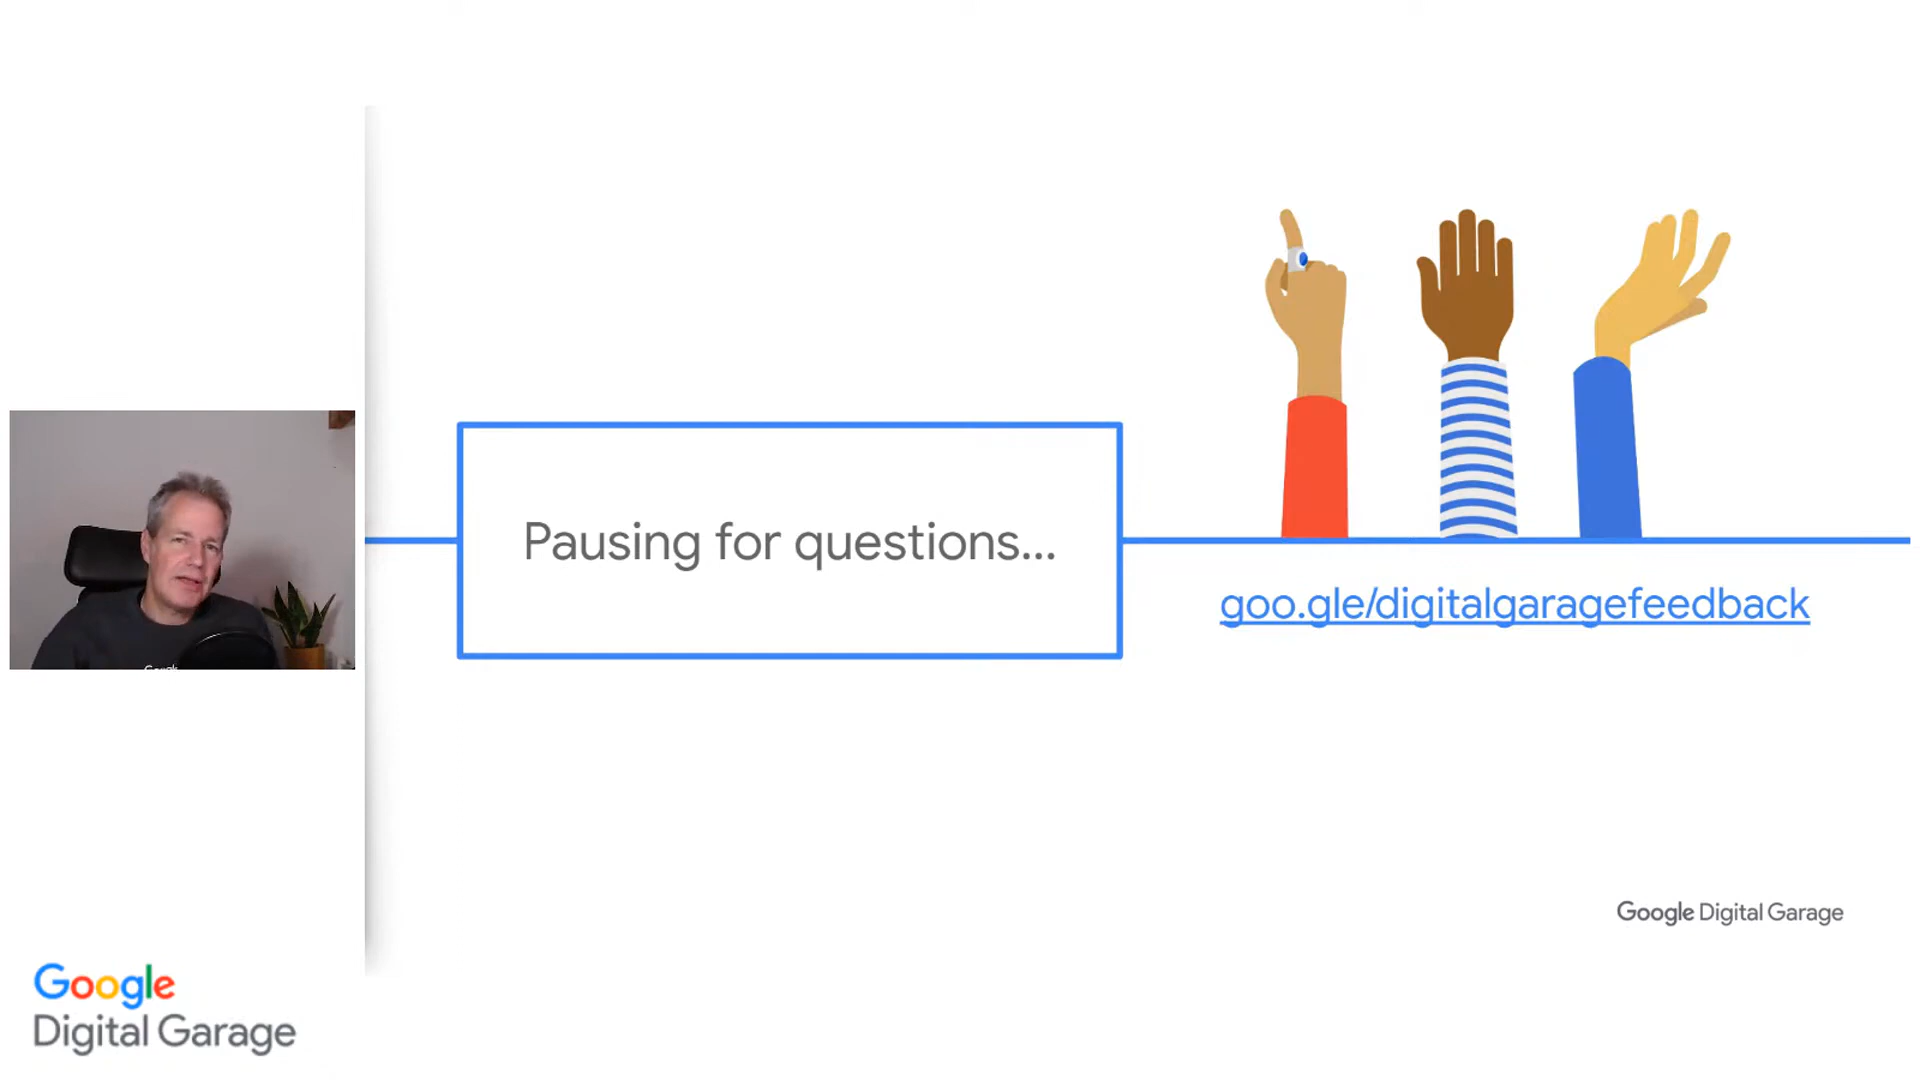 Pausing for questions...
goo.gle/digitalgaragefeedback
Google Digital Garage
Google
Digital Garage